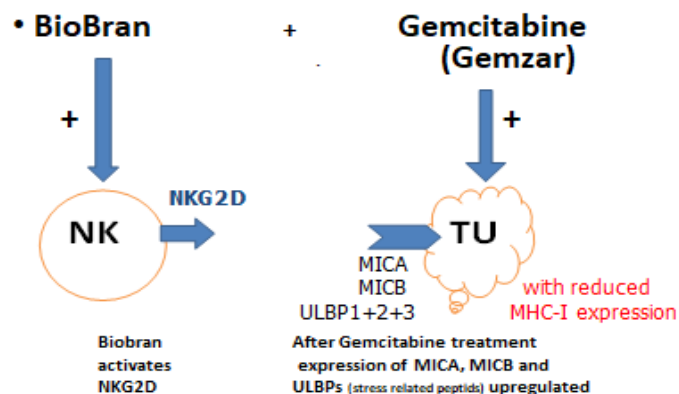 • BioBran + Gemcitabine
(Gemzar)
+ +
NKG2D
NK TU
MICA
MICB
ULBP1+2+3
with reduced
MHC-I expression
Biobran
activates
NKG2D
After Gemcitabine treatment
expression of MICA, MICB and
ULBPs (stress related peptids) upregulated